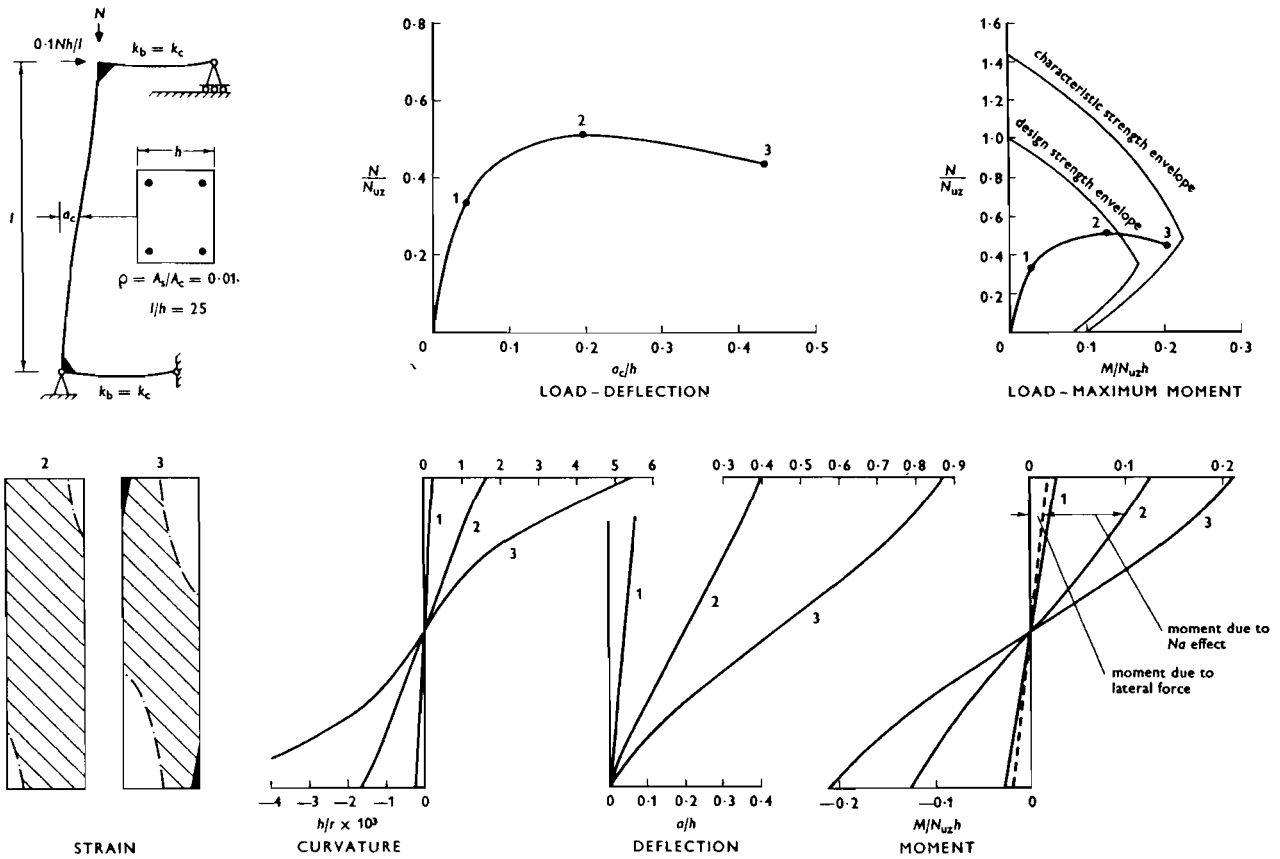 N
0·1Nh/l
k_b = k_c
l
h
a_c
ρ = A_s/A_c = 0·01.
l/h = 25
k_b = k_c
0·8
0·6
N/N_uz
0·4
0·2
1
2
3
0
0·1
0·2
0·3
0·4
0·5
a_c/h
LOAD – DEFLECTION
1·6
1·4
1·2
1·0
0·8
N/N_uz
0·6
0·4
0·2
characteristic strength envelope
design strength envelope
1
2
3
0
0·1
0·2
0·3
M/N_uz h
LOAD – MAXIMUM MOMENT
2
3
STRAIN
0 1 2 3 4 5 6
1
2
3
—4 —3 —2 —1 0
h/r × 10³
CURVATURE
0·3 0·4 0·5 0·6 0·7 0·8 0·9
1
2
3
0 0·1 0·2 0·3 0·4
a/h
DEFLECTION
0 0·1 0·2
1
2
3
moment due to
Na effect
moment due to
lateral force
—0·2 —0·1 0
M/N_uz h
MOMENT